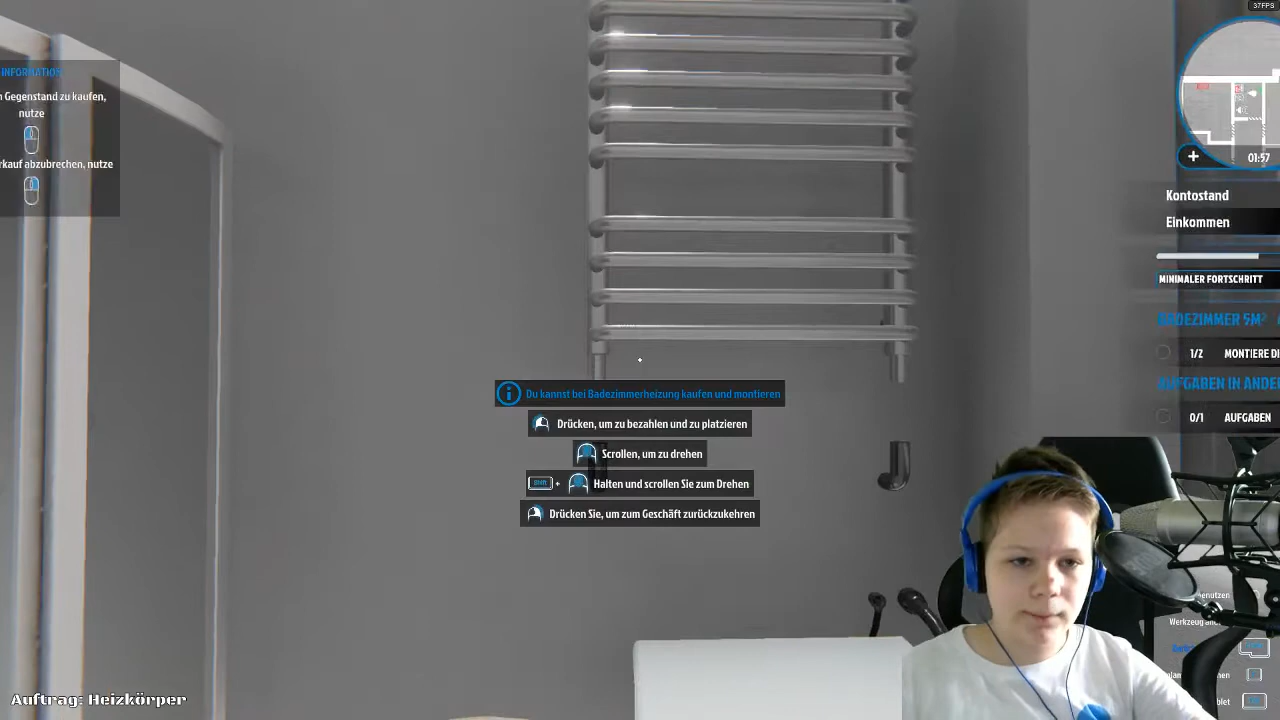 37FPS
INFORMATION
n Gegenstand zu kaufen,
nutze
rkauf abzubrechen, nutze
01:57
Kontostand
Einkommen
MINIMALER FORTSCHRITT
BADEZIMMER 5M²
1/2 MONTIERE DI
AUFGABEN IN ANDE
0/1 AUFGABEN
Du kannst bei Badezimmerheizung kaufen und montieren
Drücken, um zu bezahlen und zu platzieren
Scrollen, um zu drehen
+ Halten und scrollen Sie zum Drehen
Drücken Sie, um zum Geschäft zurückzukehren
enutzen
Auftrag: Heizkörper